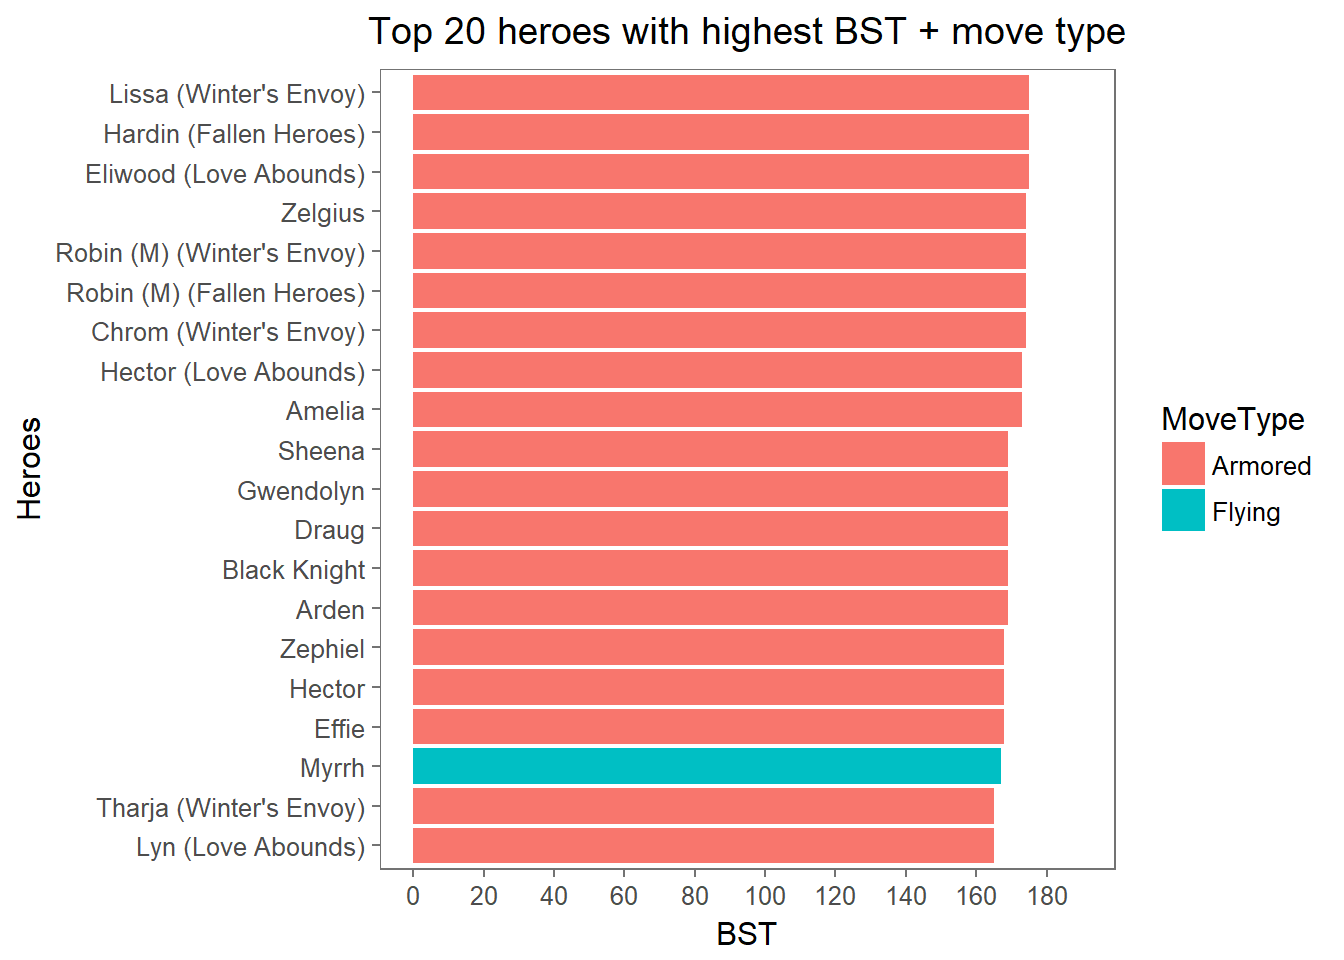 Top 20 heroes with highest BST + move type
Lissa (Winter's Envoy)
Hardin (Fallen Heroes)
Eliwood (Love Abounds)
Zelgius
Robin (M) (Winter's Envoy)
Robin (M) (Fallen Heroes)
Chrom (Winter's Envoy)
Hector (Love Abounds)
Amelia
Sheena
Gwendolyn
Draug
Black Knight
Arden
Zephiel
Hector
Effie
Myrrh
Tharja (Winter's Envoy)
Lyn (Love Abounds)
Heroes
0 20 40 60 80 100 120 140 160 180
BST
MoveType
Armored
Flying